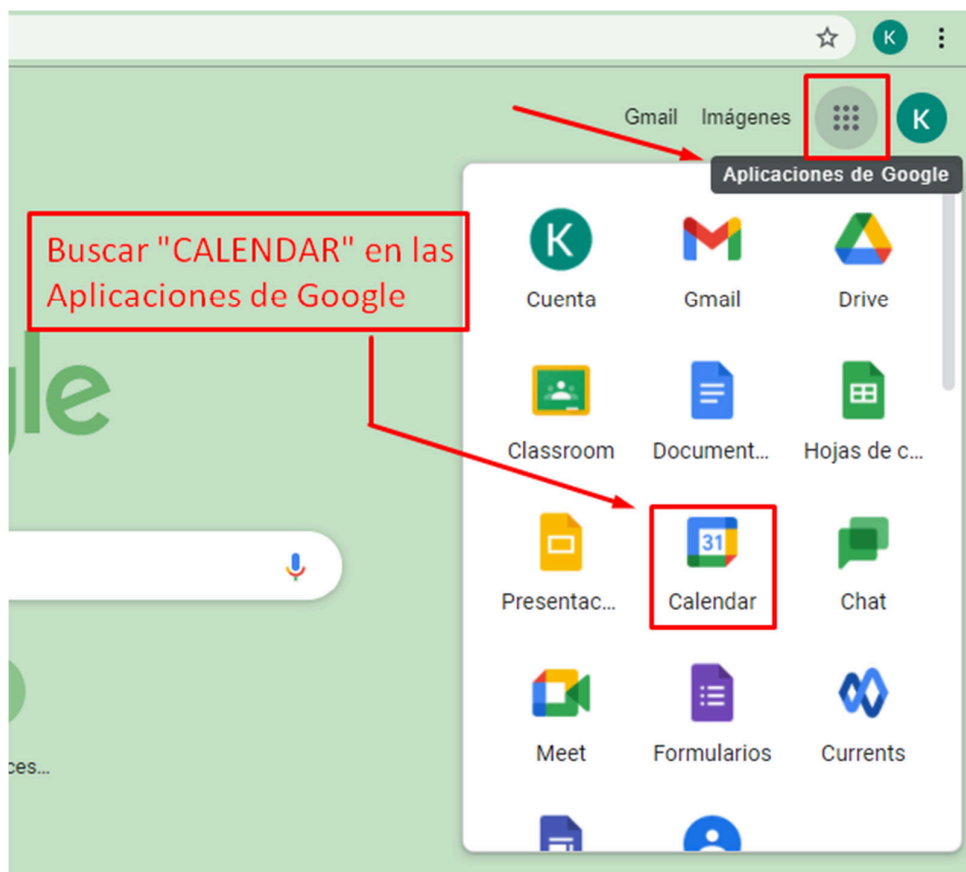 K
Gmail Imágenes K
Aplicaciones de Google
Buscar "CALENDAR" en las
Aplicaciones de Google
K
Cuenta Gmail Drive
le
Classroom Document... Hojas de c...
31
Presentac... Calendar Chat
Meet Formularios Currents
ces...